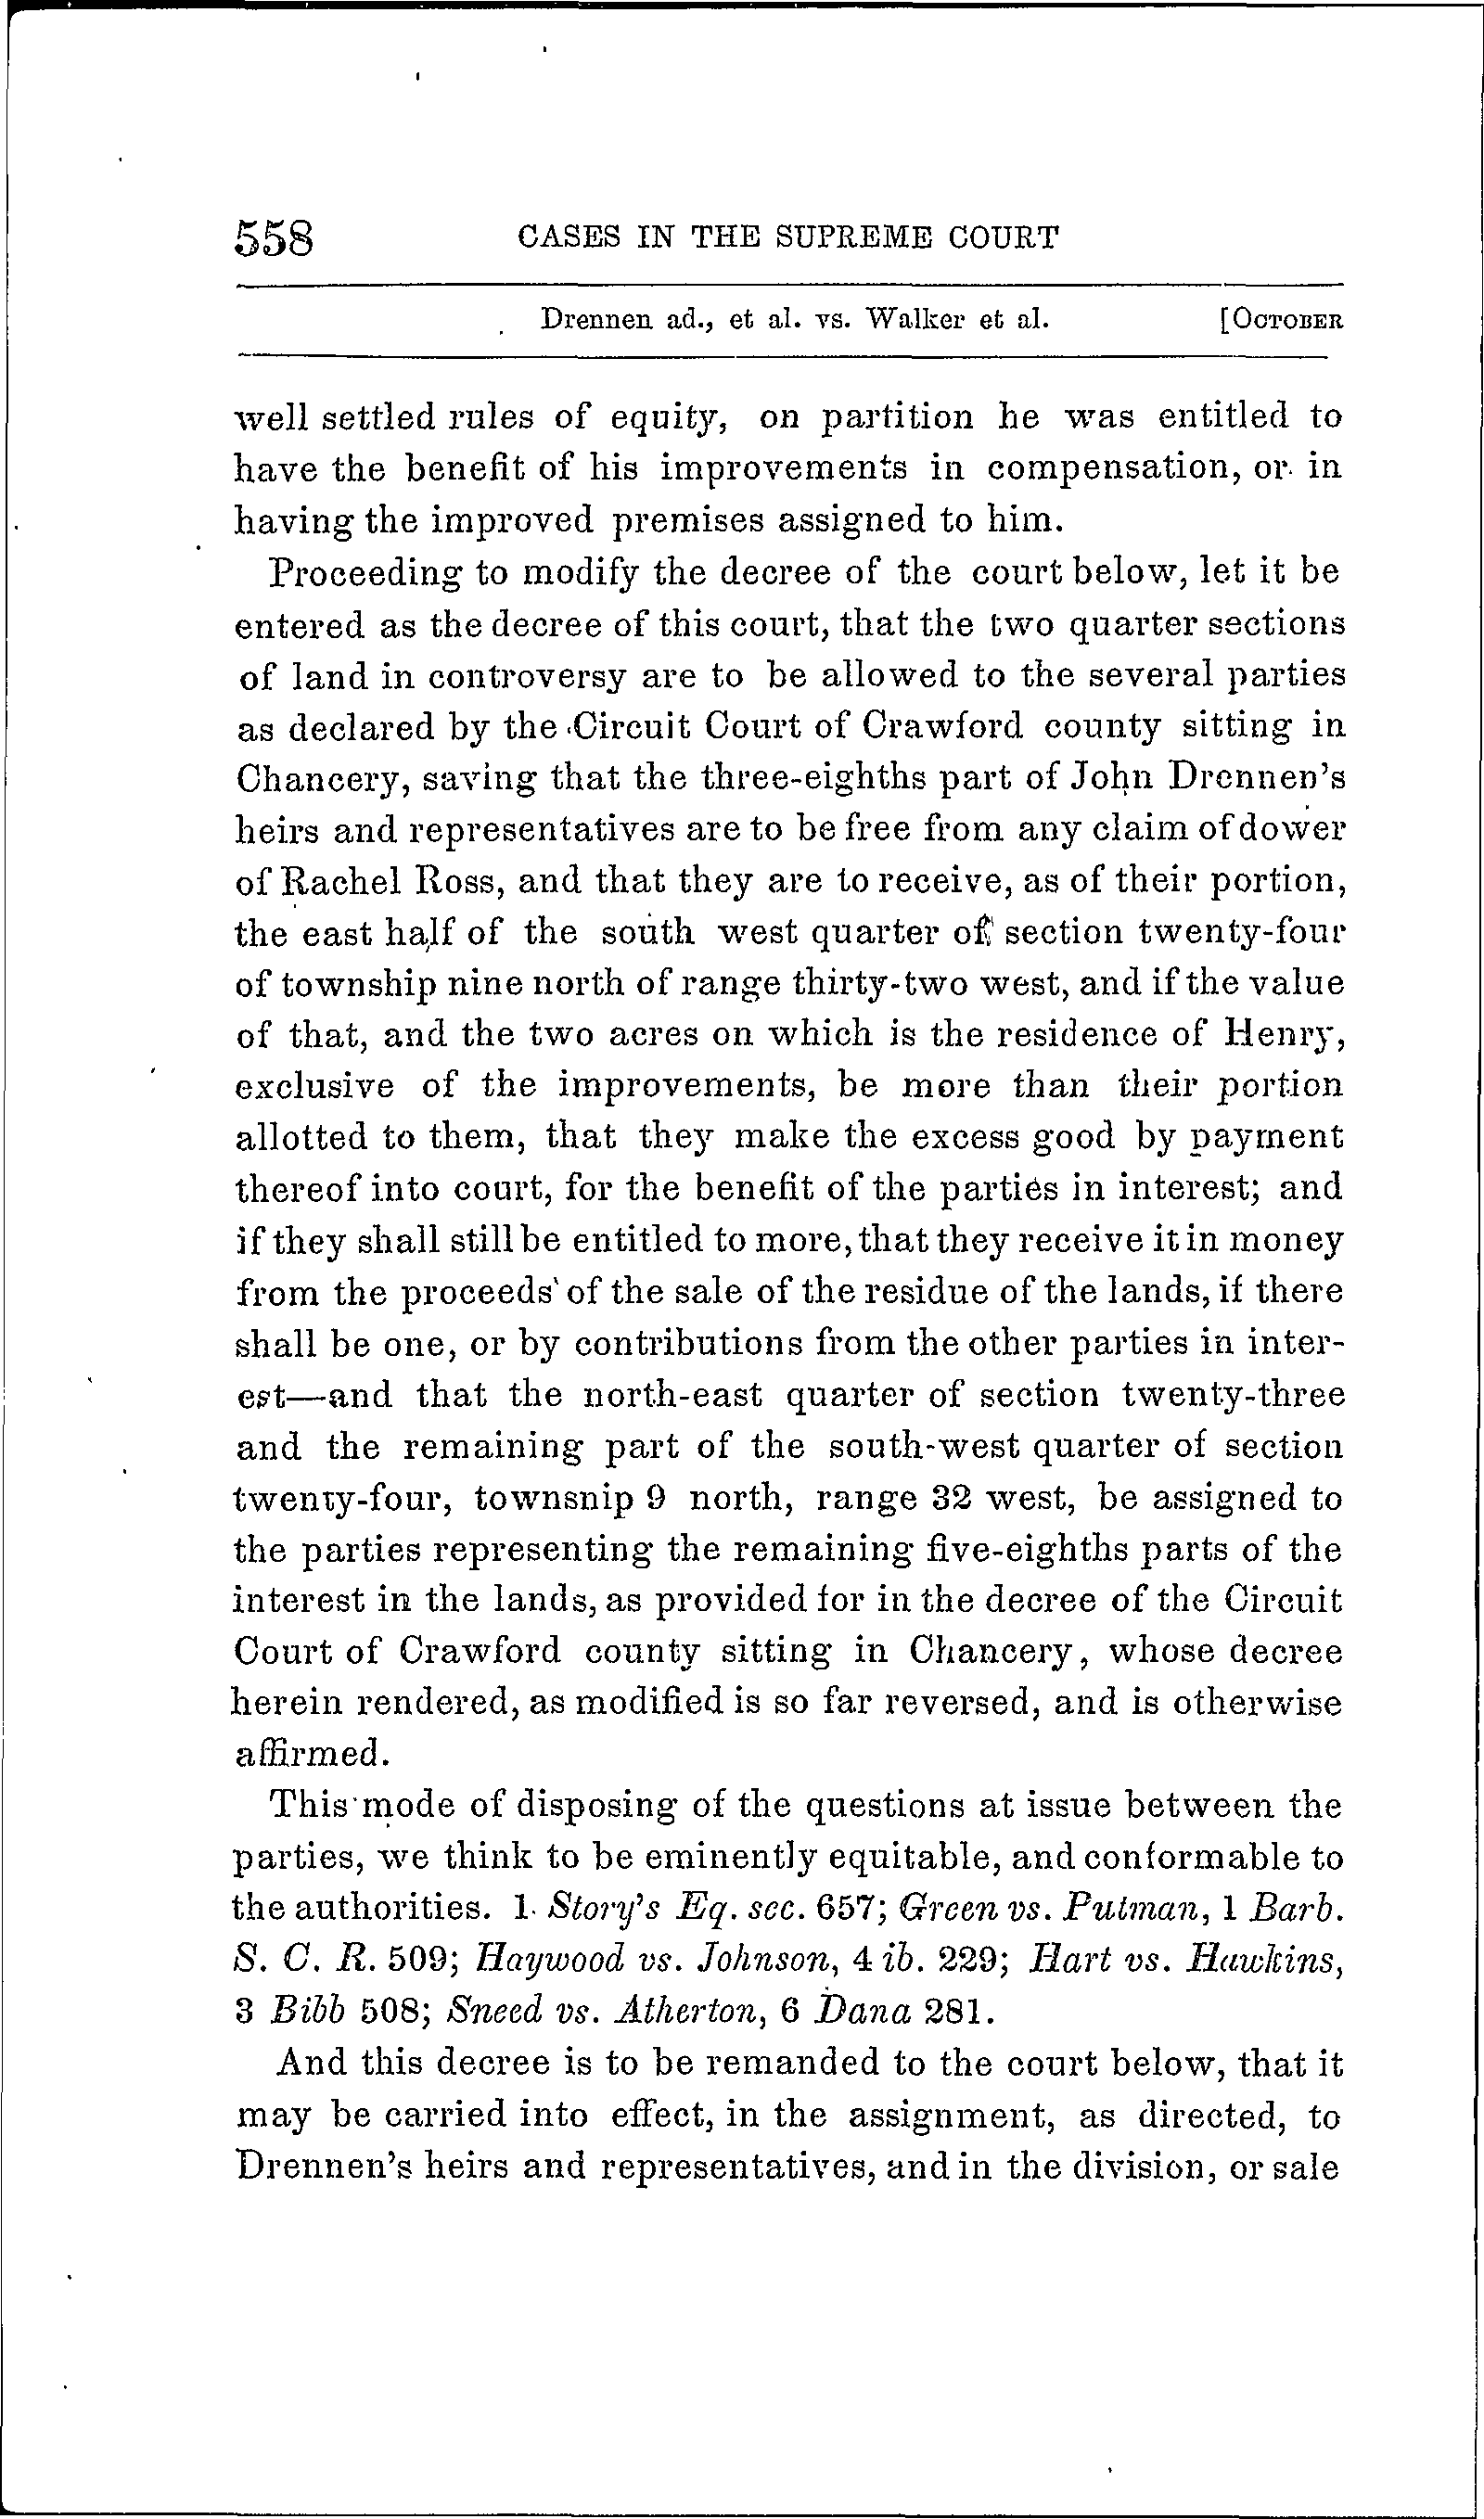 558 CASES IN THE SUPREME COURT
Drennen ad., et al. vs. Walker et al. [OCTOBER
well settled rules of equity, on partition he was entitled to
have the benefit of his improvements in compensation, or in
having the improved premises assigned to him.
Proceeding to modify the decree of the court below, let it be
entered as the decree of this court, that the two quarter sections
of land in controversy are to be allowed to the several parties
as declared by the Circuit Court of Crawford county sitting in
Chancery, saving that the three-eighths part of John Drennen's
heirs and representatives are to be free from any claim of dower
of Rachel Ross, and that they are to receive, as of their portion,
the east half of the south west quarter of section twenty-four
of township nine north of range thirty-two west, and if the value
of that, and the two acres on which is the residence of Henry,
exclusive of the improvements, be more than their portion
allotted to them, that they make the excess good by payment
thereof into court, for the benefit of the parties in interest; and
if they shall still be entitled to more, that they receive it in money
from the proceeds of the sale of the residue of the lands, if there
shall be one, or by contributions from the other parties in inter-
est—and that the north-east quarter of section twenty-three
and the remaining part of the south-west quarter of section
twenty-four, townsnip 9 north, range 32 west, be assigned to
the parties representing the remaining five-eighths parts of the
interest in the lands, as provided for in the decree of the Circuit
Court of Crawford county sitting in Chancery, whose decree
herein rendered, as modified is so far reversed, and is otherwise
affirmed.
This mode of disposing of the questions at issue between the
parties, we think to be eminently equitable, and conformable to
the authorities. 1. Story's Eq. sec. 657; Green vs. Putman, 1 Barb.
S. C. R. 509; Haywood vs. Johnson, 4 ib. 229; Hart vs. Hawkins,
3 Bibb 508; Sneed vs. Atherton, 6 Dana 281.
And this decree is to be remanded to the court below, that it
may be carried into effect, in the assignment, as directed, to
Drennen's heirs and representatives, and in the division, or sale